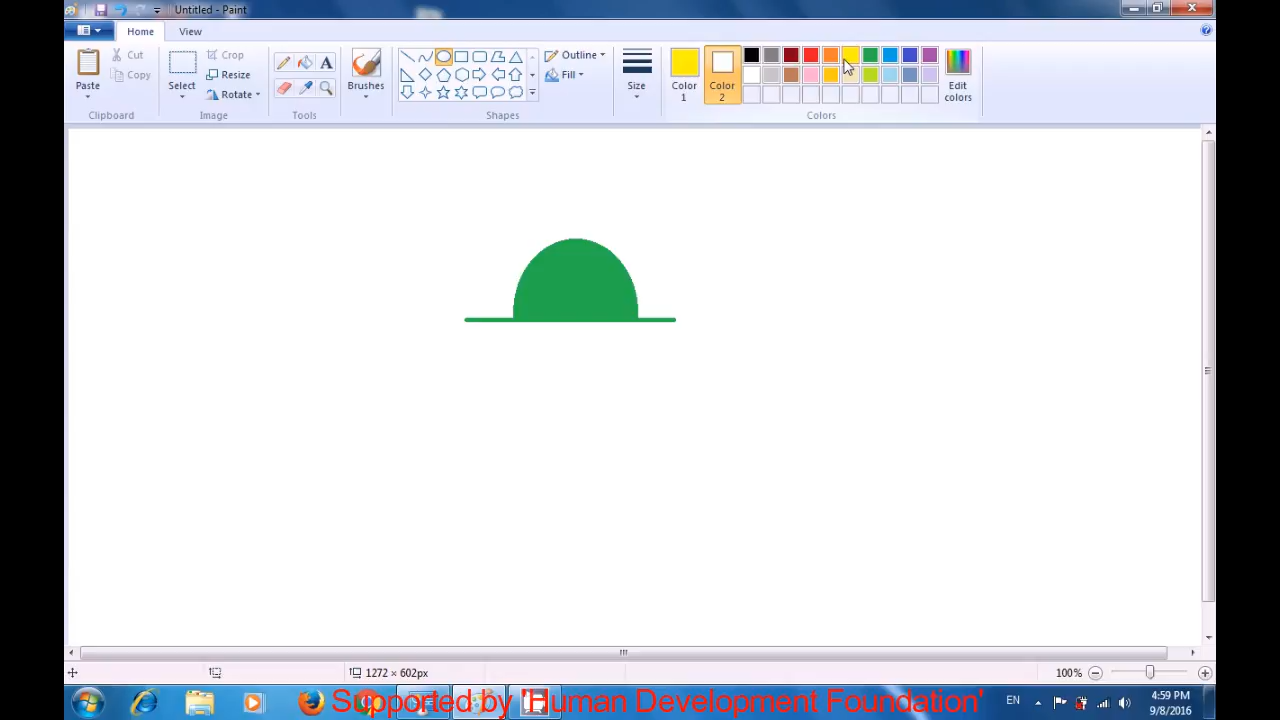 Untitled - Paint
Home
View
Paste
Cut
Copy
Clipboard
Select
Crop
Resize
Rotate
Image
A
Tools
Brushes
Outline
Fill
Shapes
Size
Color 1
Color 2
Edit colors
Colors
1272 × 602px
100%
EN
4:59 PM
9/8/2016
Supported by 'Human Development Foundation'